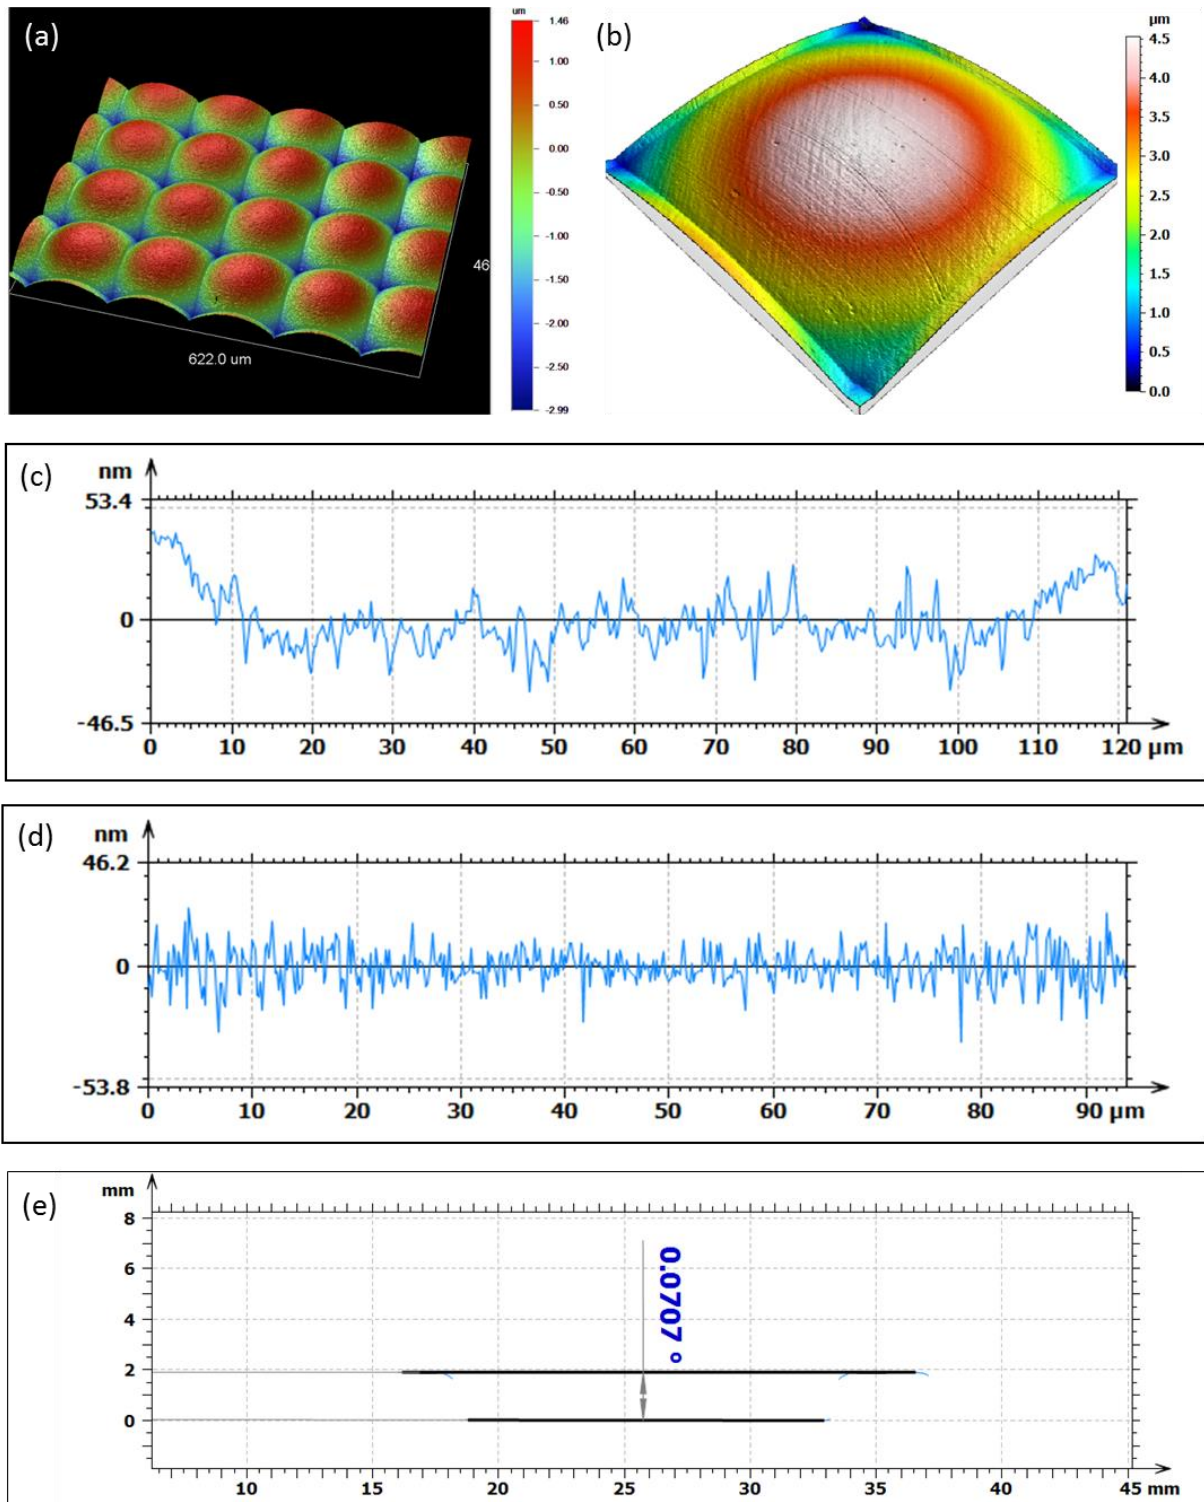 (a)
um
1.46
1.00
0.50
0.00
-0.50
-1.00
-1.50
-2.00
-2.50
-2.99
46
622.0 um
(b)
µm
4.5
4.0
3.5
3.0
2.5
2.0
1.5
1.0
0.5
0.0
(c)
nm
53.4
0
-46.5
0 10 20 30 40 50 60 70 80 90 100 110 120 µm
(d)
nm
46.2
0
-53.8
0 10 20 30 40 50 60 70 80 90 µm
(e)
mm
8
6
4
2
0
0.0707 °
10 15 20 25 30 35 40 45 mm